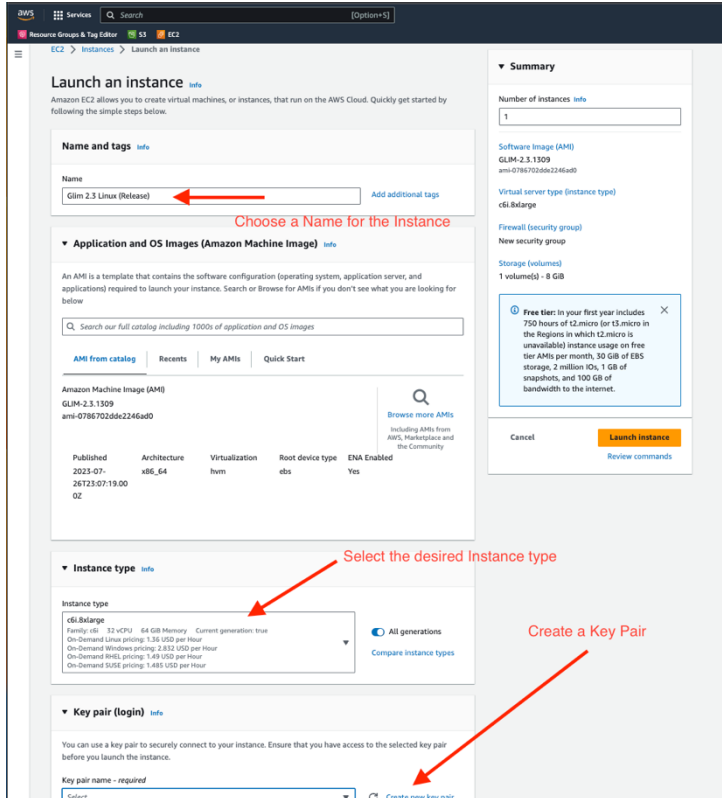 aws
Services
Search
[Option+S]
Resource Groups & Tag Editor
S3
EC2
EC2 > Instances > Launch an instance
Launch an instance Info
Amazon EC2 allows you to create virtual machines, or instances, that run on the AWS Cloud. Quickly get started by
following the simple steps below.
Name and tags Info
Name
Glim 2.3 Linux (Release)
Add additional tags
Choose a Name for the Instance
Application and OS Images (Amazon Machine Image) Info
An AMI is a template that contains the software configuration (operating system, application server, and
applications) required to launch your instance. Search or Browse for AMIs if you don't see what you are looking for
below
Search our full catalog including 1000s of application and OS images
AMI from catalog
Recents
My AMIs
Quick Start
Amazon Machine Image (AMI)
GLIM-2.3.1309
ami-0786702dde2246ad0
Browse more AMIs
Including AMIs from
AWS, Marketplace and
the Community
Published
2023-07-
26T23:07:19.00
0Z
Architecture
x86_64
Virtualization
hvm
Root device type
ebs
ENA Enabled
Yes
Select the desired Instance type
Instance type Info
Instance type
c6i.8xlarge
Family: c6i 32 vCPU 64 GiB Memory Current generation: true
On-Demand Linux pricing: 1.36 USD per Hour
On-Demand Windows pricing: 2.832 USD per Hour
On-Demand RHEL pricing: 1.49 USD per Hour
On-Demand SUSE pricing: 1.485 USD per Hour
All generations
Compare instance types
Create a Key Pair
Key pair (login) Info
You can use a key pair to securely connect to your instance. Ensure that you have access to the selected key pair
before you launch the instance.
Key pair name - required
Select
Create new key pair
Summary
Number of instances Info
1
Software Image (AMI)
GLIM-2.3.1309
ami-0786702dde2246ad0
Virtual server type (instance type)
c6i.8xlarge
Firewall (security group)
New security group
Storage (volumes)
1 volume(s) - 8 GiB
Free tier: In your first year includes
750 hours of t2.micro (or t3.micro in
the Regions in which t2.micro is
unavailable) instance usage on free
tier AMIs per month, 30 GiB of EBS
storage, 2 million IOs, 1 GB of
snapshots, and 100 GB of
bandwidth to the internet.
Cancel
Launch instance
Review commands